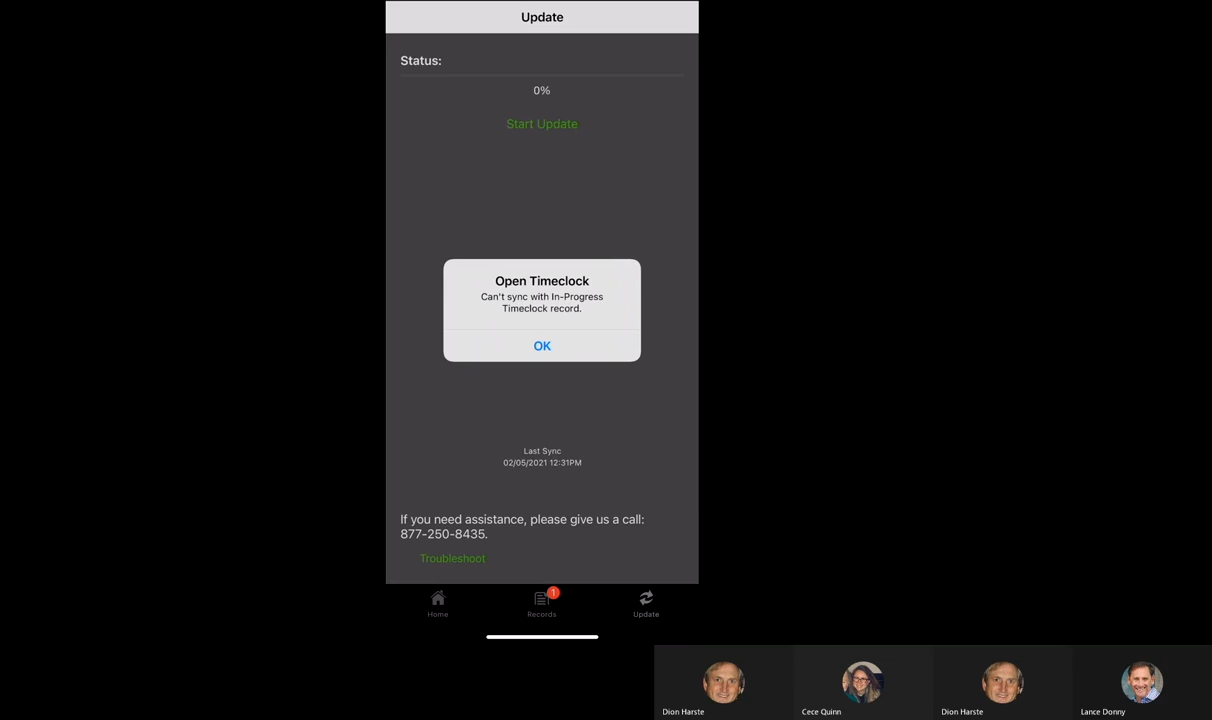 Update
Status:
0%
Start Update
Open Timeclock
Can't sync with In-Progress
Timeclock record.
OK
Last Sync
02/05/2021 12:31PM
If you need assistance, please give us a call:
877-250-8435.
Troubleshoot
1
Home
Records
Update
Dion Harste
Cece Quinn
Dion Harste
Lance Donny